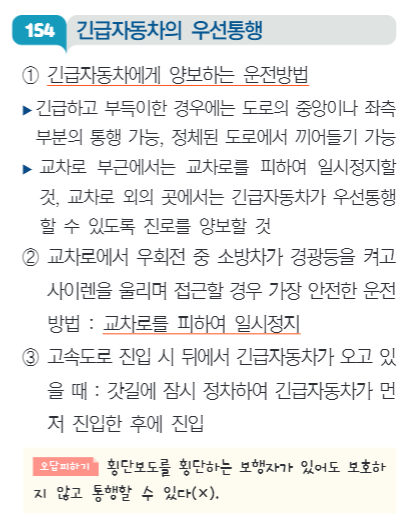 154 긴급자동차의 우선통행
① 긴급자동차에게 양보하는 운전방법
▶ 긴급하고 부득이한 경우에는 도로의 중앙이나 좌측
부분의 통행 가능, 정체된 도로에서 끼어들기 가능
▶ 교차로 부근에서는 교차로를 피하여 일시정지할
것, 교차로 외의 곳에서는 긴급자동차가 우선통행
할 수 있도록 진로를 양보할 것
② 교차로에서 우회전 중 소방차가 경광등을 켜고
사이렌을 울리며 접근할 경우 가장 안전한 운전
방법 : 교차로를 피하여 일시정지
③ 고속도로 진입 시 뒤에서 긴급자동차가 오고 있
을 때 : 갓길에 잠시 정차하여 긴급자동차가 먼
저 진입한 후에 진입
오답피하기 횡단보도를 횡단하는 보행자가 있어도 보호하
지 않고 통행할 수 있다(×).